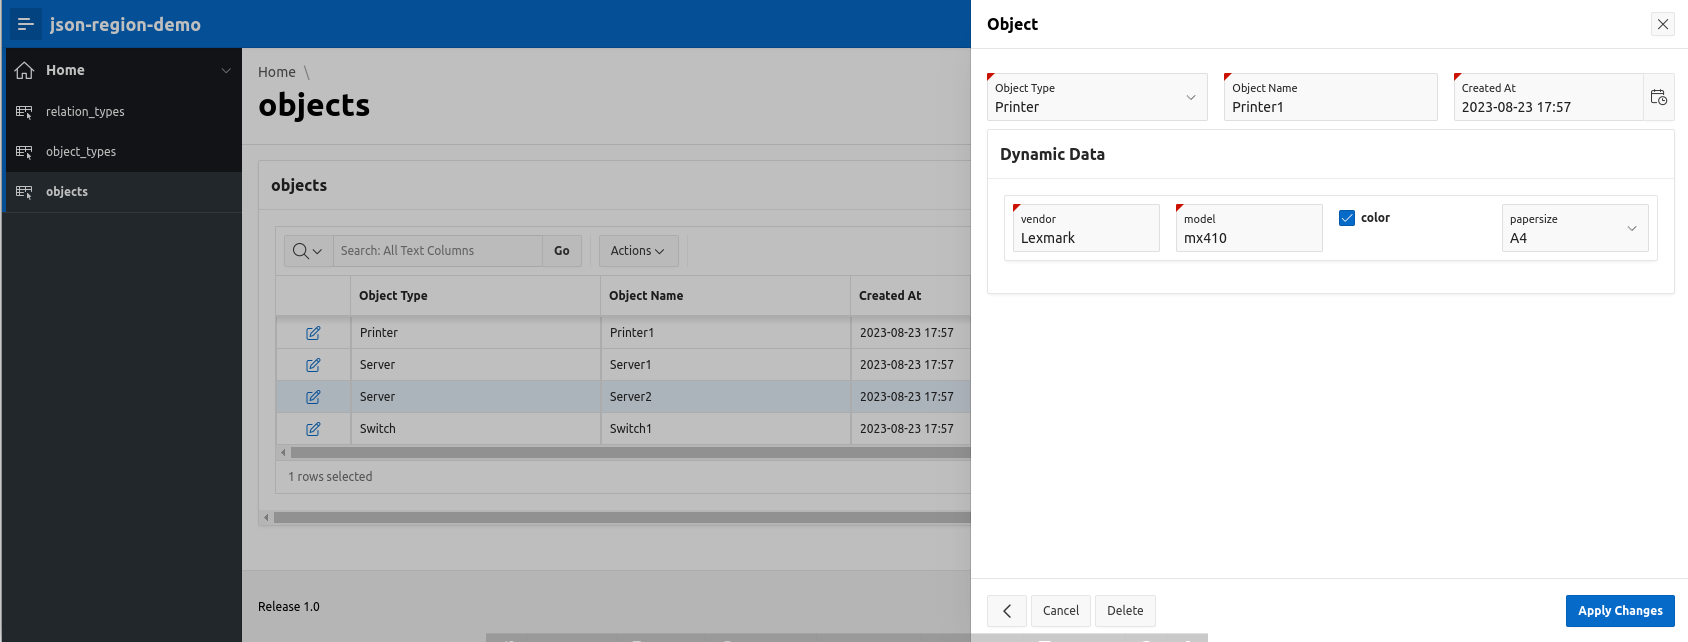 json-region-demo
Home
relation_types
object_types
objects
Home \
objects
objects
Search: All Text Columns Go Actions
Object Type Object Name Created At
Printer Printer1 2023-08-23 17:57
Server Server1 2023-08-23 17:57
Server Server2 2023-08-23 17:57
Switch Switch1 2023-08-23 17:57
1 rows selected
Release 1.0
Object
Object Type Object Name Created At
Printer Printer1 2023-08-23 17:57
Dynamic Data
vendor model color papersize
Lexmark mx410 A4
Cancel Delete Apply Changes